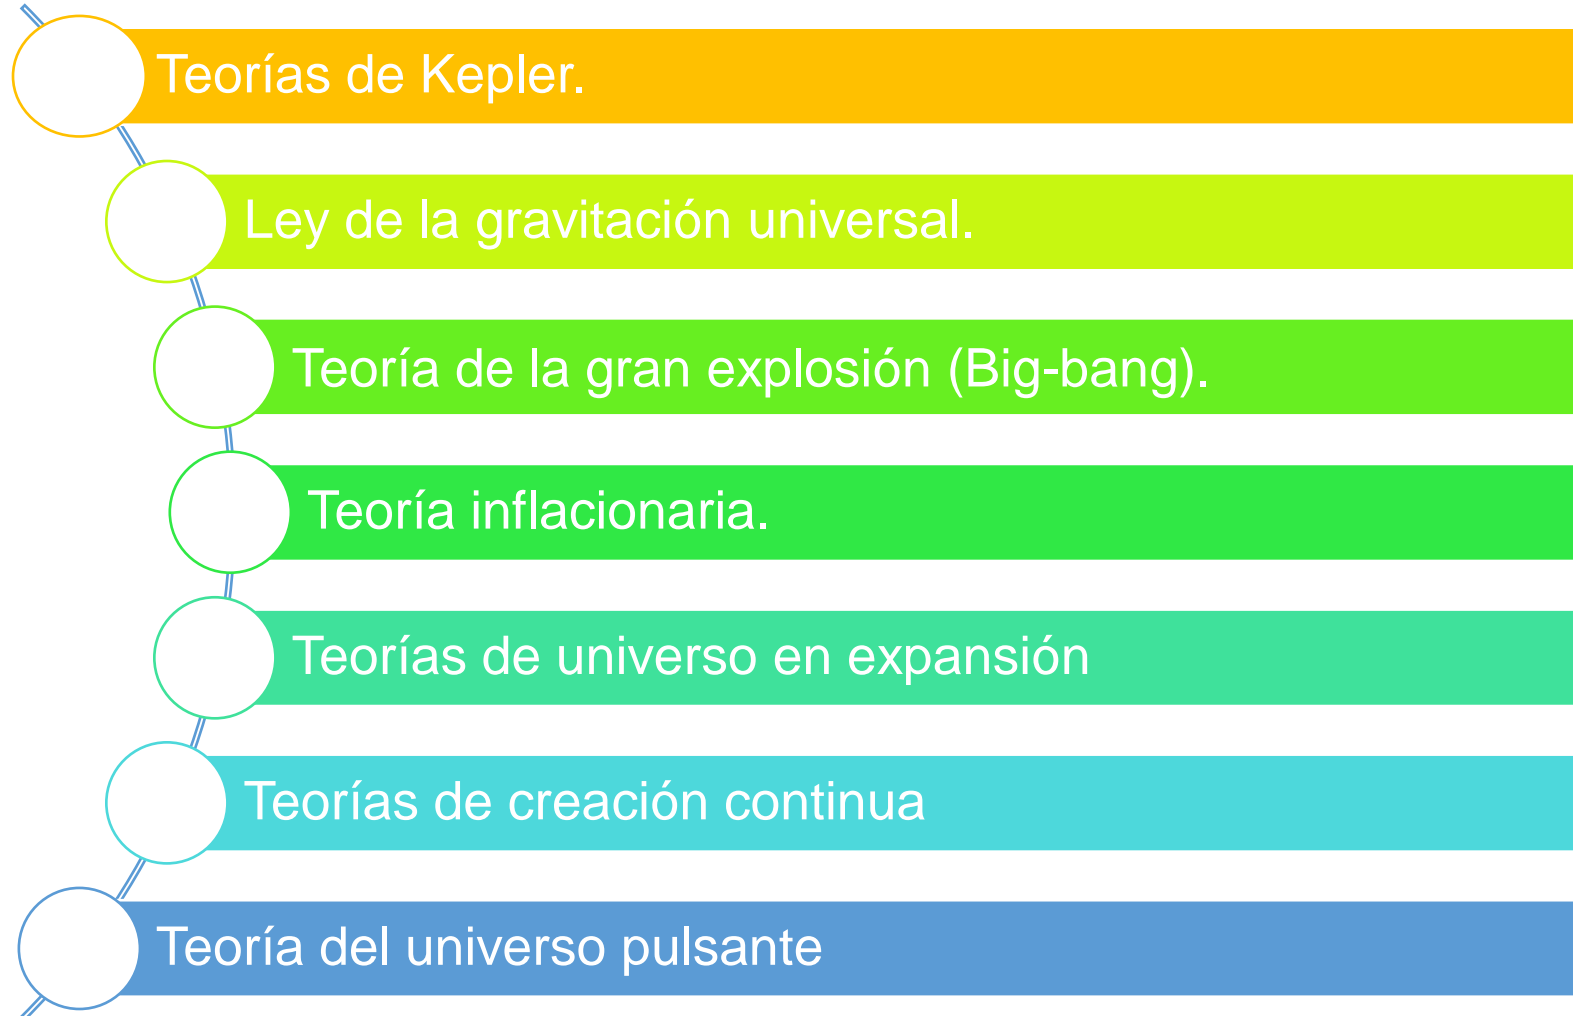 Teorías de Kepler.
Ley de la gravitación universal.
Teoría de la gran explosión (Big-bang).
Teoría inflacionaria.
Teorías de universo en expansión
Teorías de creación continua
Teoría del universo pulsante